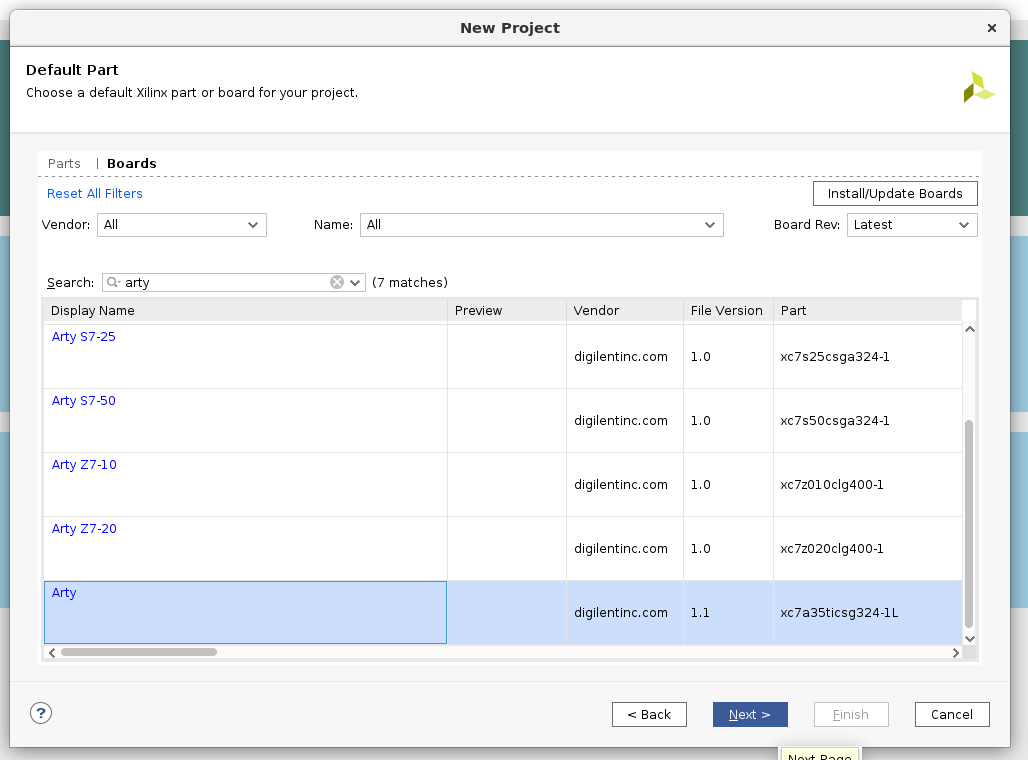 New Project
Default Part
Choose a default Xilinx part or board for your project.
Parts | Boards
Reset All Filters
Install/Update Boards
Vendor: All Name: All Board Rev: Latest
Search: arty (7 matches)
Display Name Preview Vendor File Version Part
Arty S7-25 digilentinc.com 1.0 xc7s25csga324-1
Arty S7-50 digilentinc.com 1.0 xc7s50csga324-1
Arty Z7-10 digilentinc.com 1.0 xc7z010clg400-1
Arty Z7-20 digilentinc.com 1.0 xc7z020clg400-1
Arty digilentinc.com 1.1 xc7a35ticsg324-1L
? < Back Next > Finish Cancel
Next Page